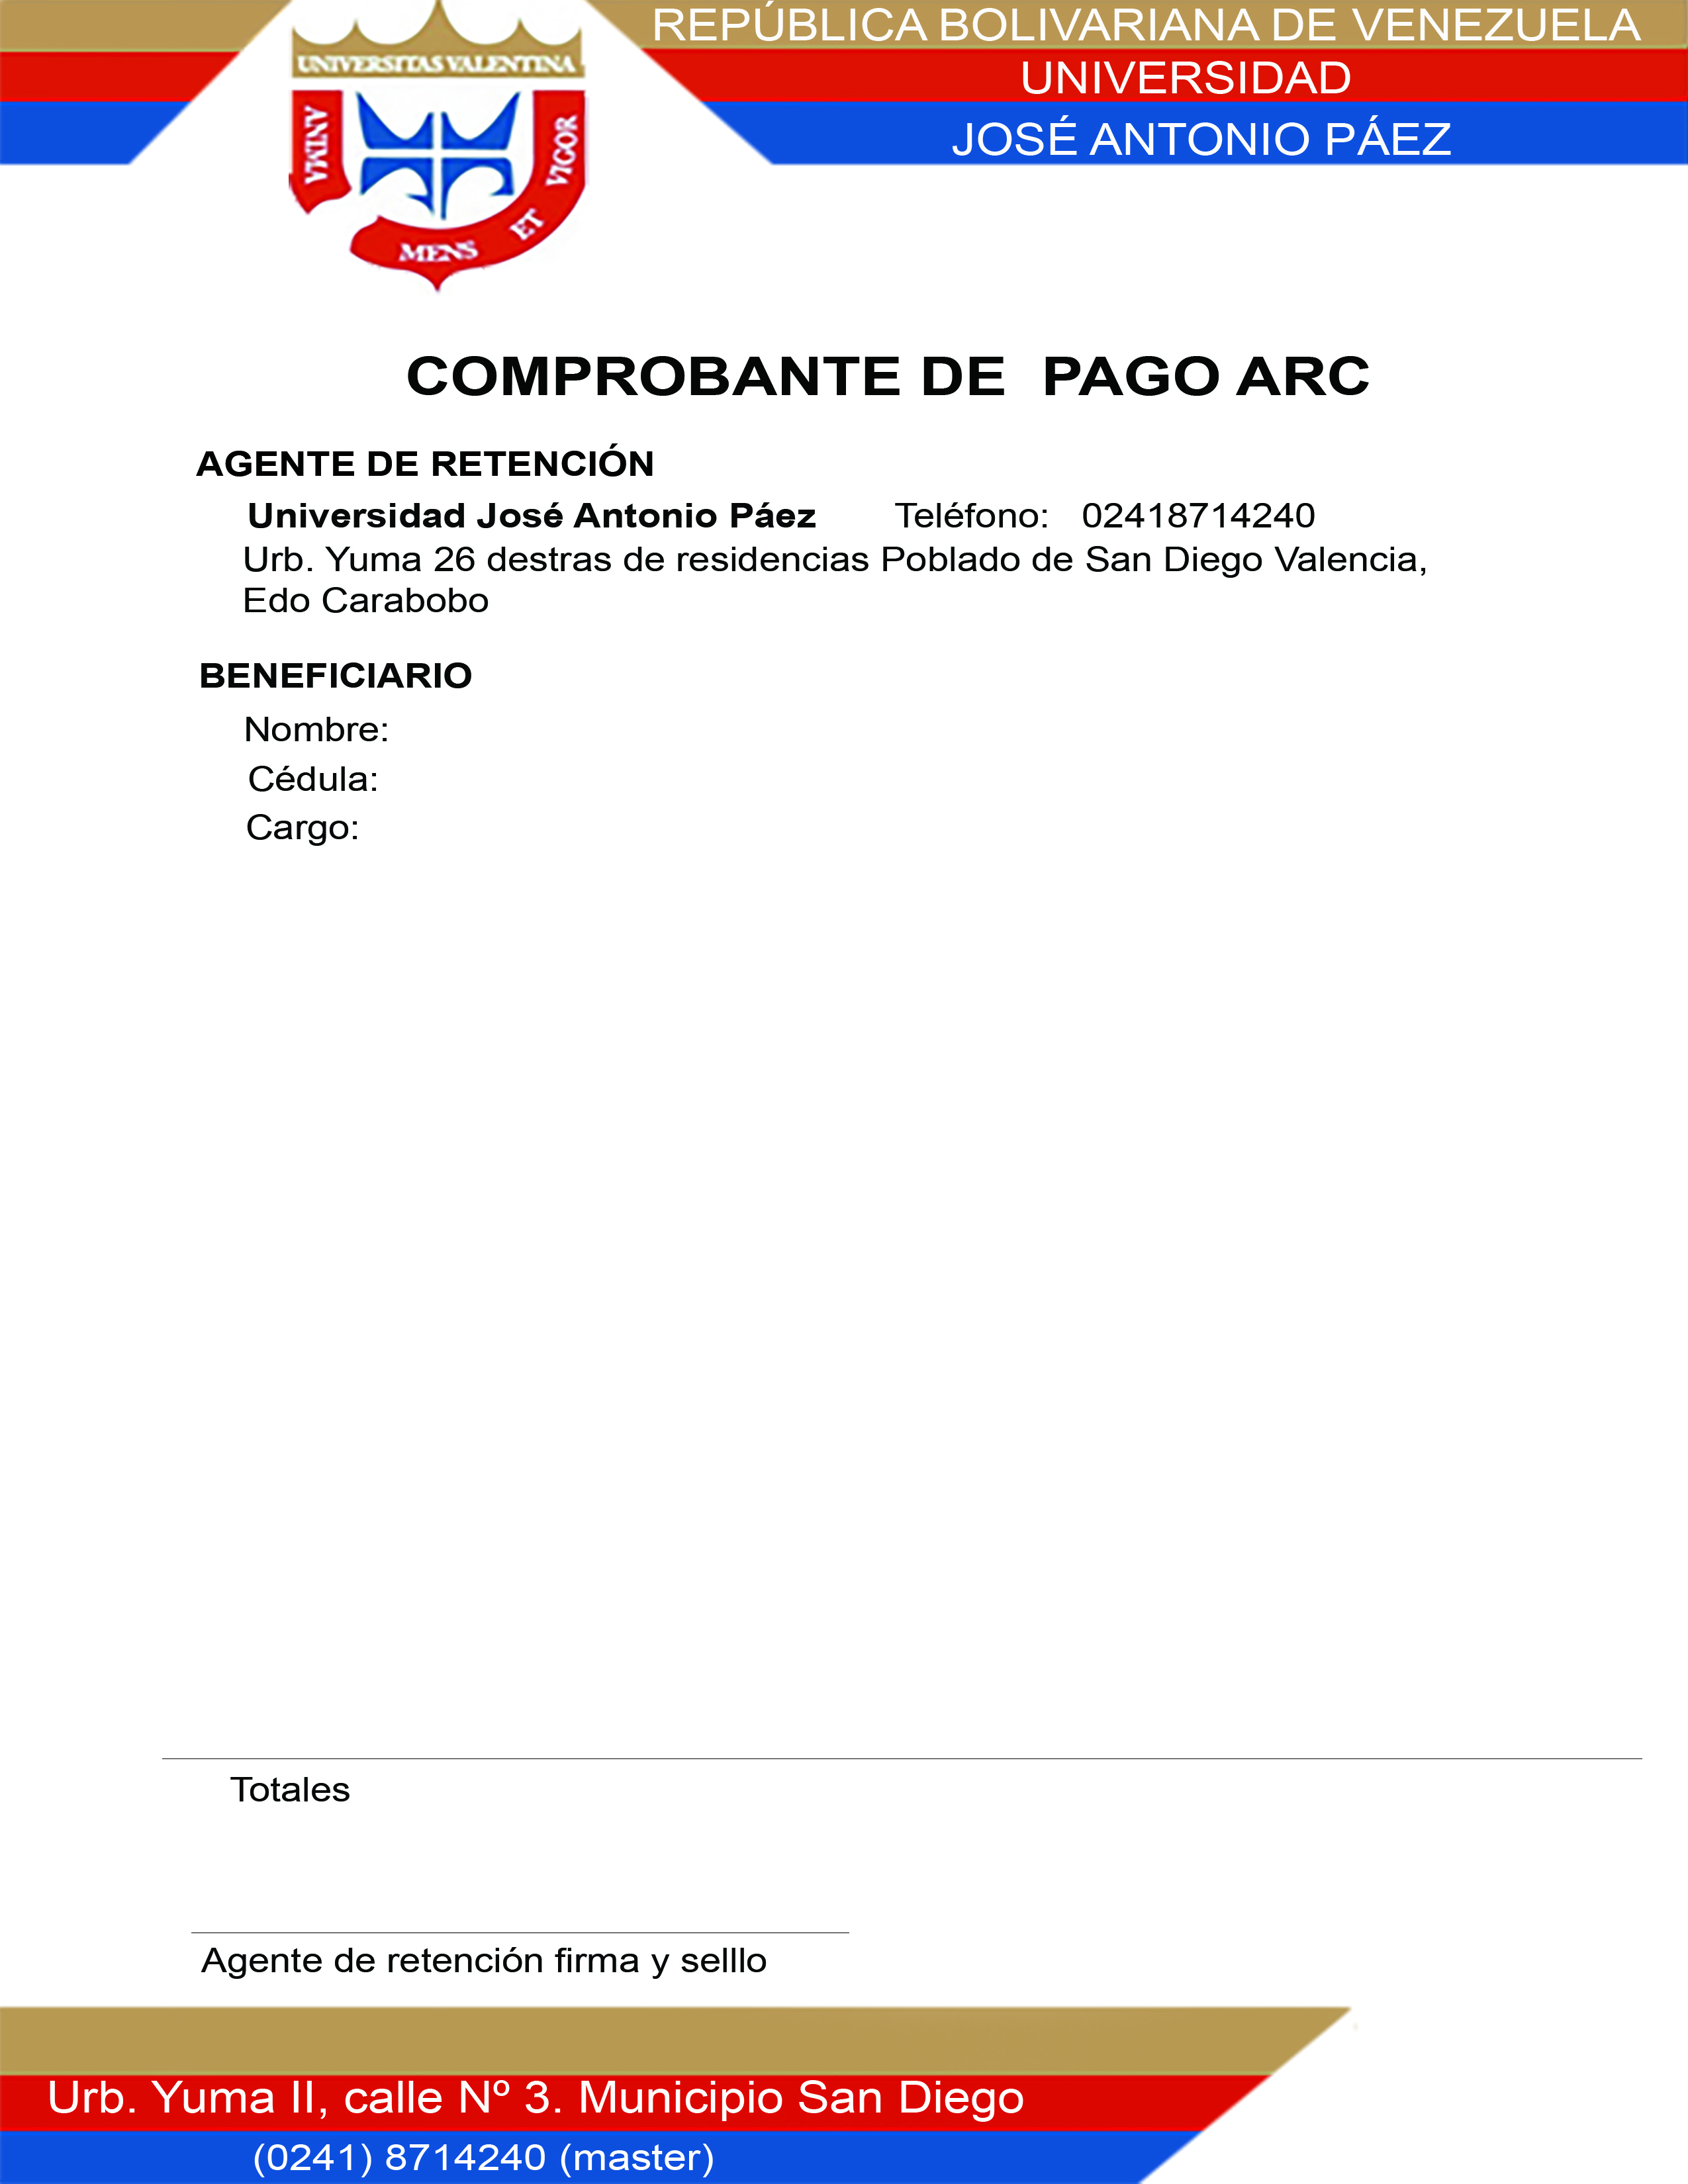 REPÚBLICA BOLIVARIANA DE VENEZUELA
UNIVERSIDAD
JOSÉ ANTONIO PÁEZ
UNIVERSITAS VALENTINA
ANIMA
MENS
ET
VIGOR
COMPROBANTE DE PAGO ARC
AGENTE DE RETENCIÓN
Universidad José Antonio Páez Teléfono: 02418714240
Urb. Yuma 26 destras de residencias Poblado de San Diego Valencia,
Edo Carabobo
BENEFICIARIO
Nombre:
Cédula:
Cargo:
Totales
Agente de retención firma y selllo
Urb. Yuma II, calle Nº 3. Municipio San Diego
(0241) 8714240 (master)